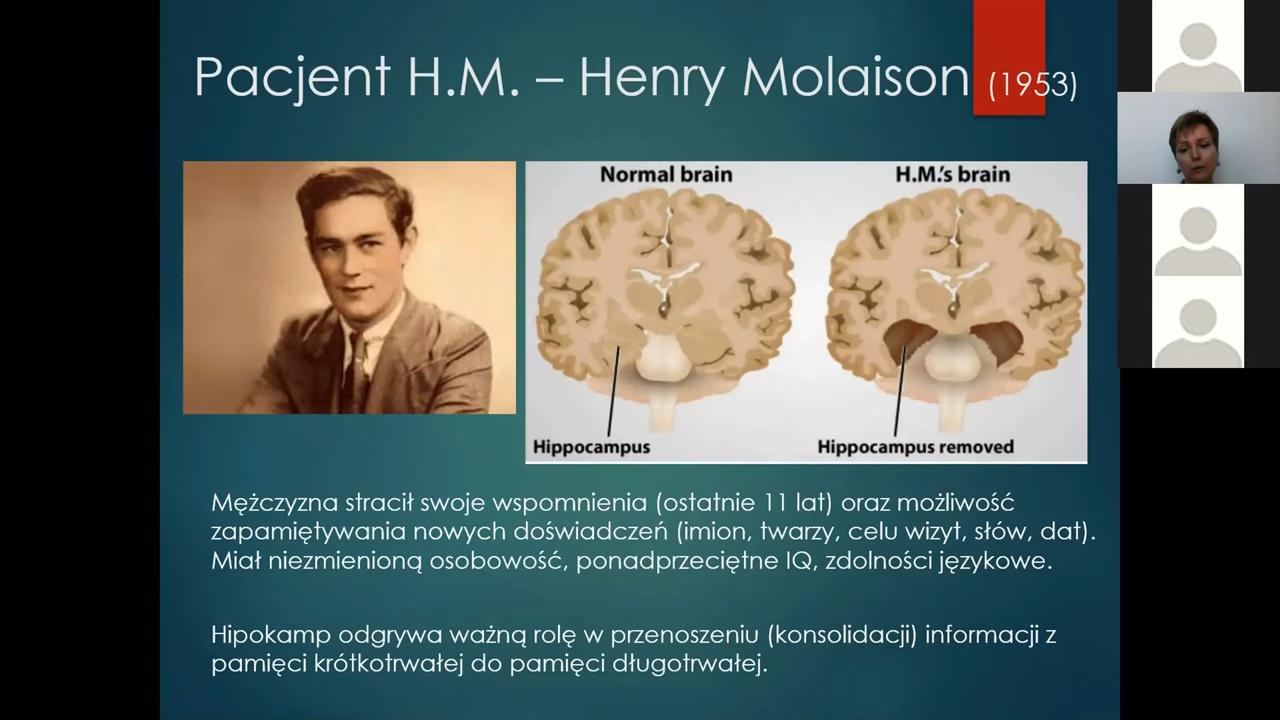 Pacjent H.M. – Henry Molaison (1953)
Normal brain
H.M.'s brain
Hippocampus
Hippocampus removed
Mężczyzna stracił swoje wspomnienia (ostatnie 11 lat) oraz możliwość
zapamiętywania nowych doświadczeń (imion, twarzy, celu wizyt, słów, dat).
Miał niezmienioną osobowość, ponadprzeciętne IQ, zdolności językowe.
Hipokamp odgrywa ważną rolę w przenoszeniu (konsolidacji) informacji z
pamięci krótkotrwałej do pamięci długotrwałej.